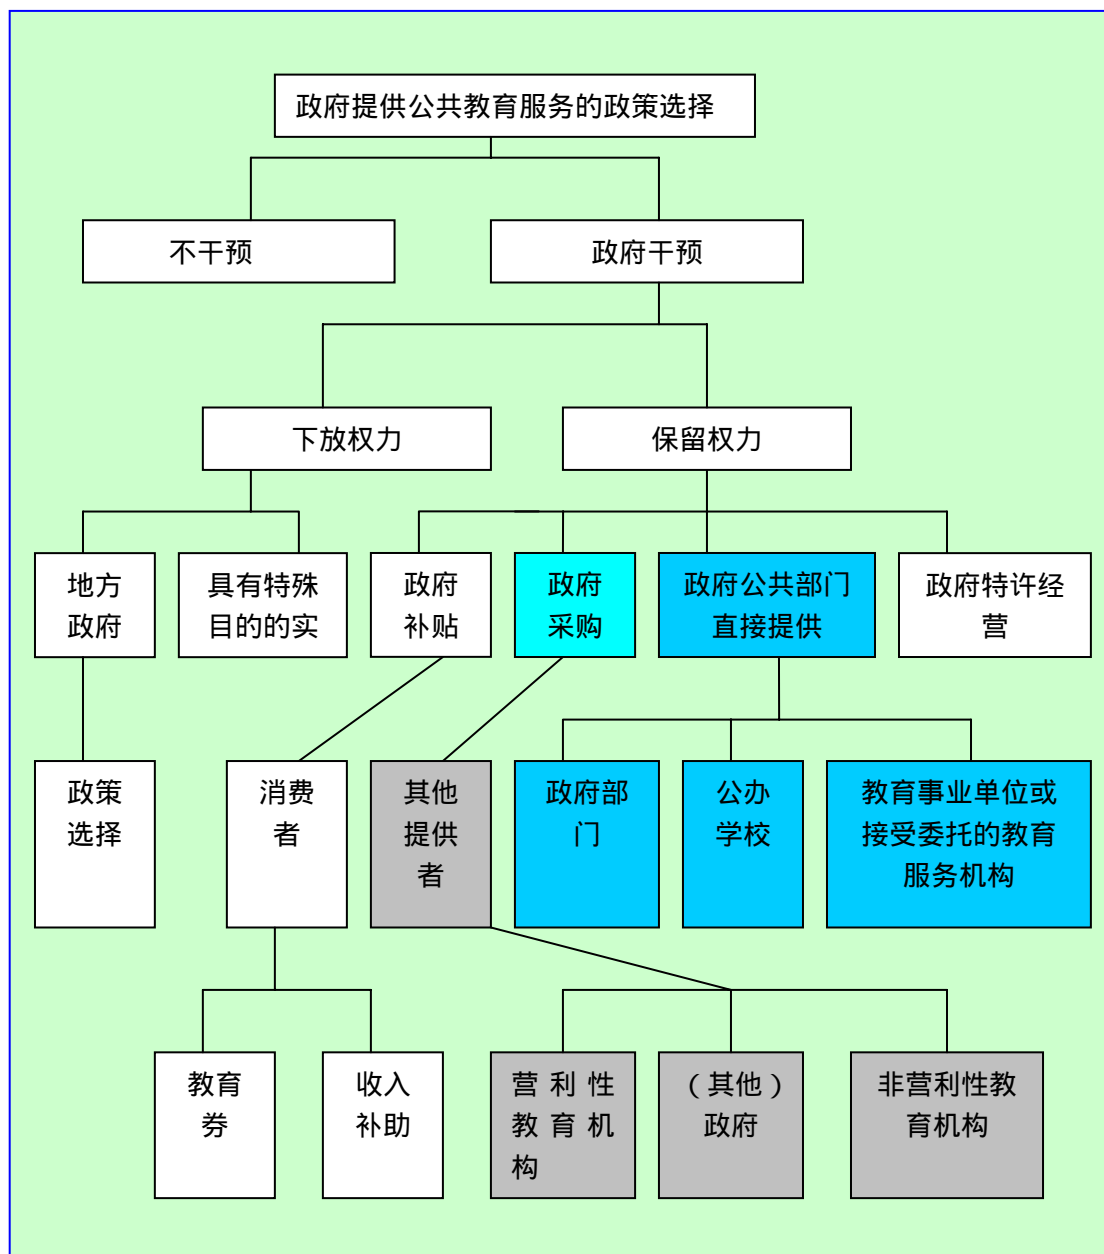 政府提供公共教育服务的政策选择
不干预
政府干预
下放权力
保留权力
地方
政府
具有特殊
目的的实
政府
补贴
政府
采购
政府公共部门
直接提供
政府特许经
营
政策
选择
消费
者
其他
提供
者
政府部
门
公办
学校
教育事业单位或
接受委托的教育
服务机构
教育
券
收入
补助
营利性
教育机
构
（其他）
政府
非营利性教
育机构